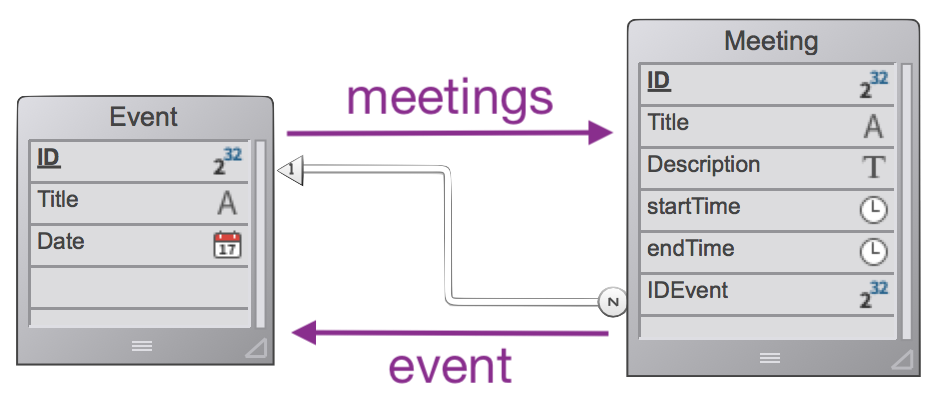 Event
ID 2^32
Title A
Date 17
meetings
1
N
event
Meeting
ID 2^32
Title A
Description T
startTime
endTime
IDEvent 2^32